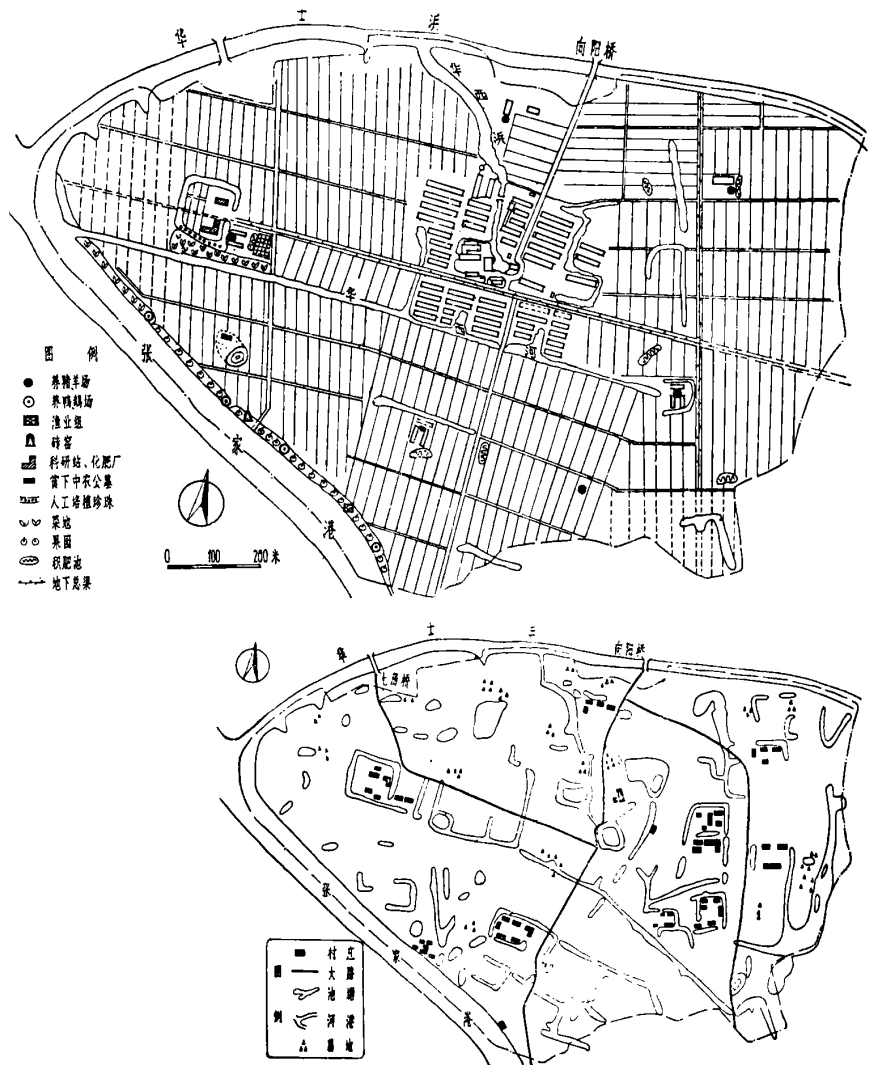 华士浜
向阳桥
华西浜
华
河
张家港
图例
养猪羊场
养鸭鹅场
渔业组
砖窑
科研站、化肥厂
贫下中农公墓
人工培植珍珠
菜地
果园
积肥池
地下总渠
0 100 200米
华士三
向阳桥
七房桥
张家港
图例
村庄
大路
池塘
河港
墓地